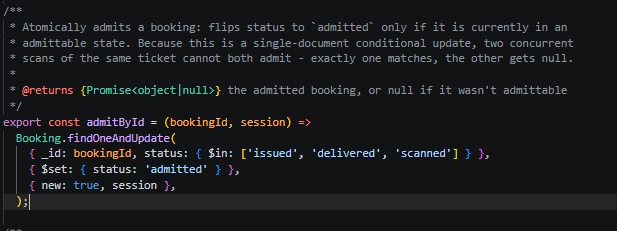 /**
 * Atomically admits a booking: flips status to `admitted` only if it is currently in an
 * admittable state. Because this is a single-document conditional update, two concurrent
 * scans of the same ticket cannot both admit - exactly one matches, the other gets null.
 *
 * @returns {Promise<object|null>} the admitted booking, or null if it wasn't admittable
 */
export const admitById = (bookingId, session) =>
  Booking.findOneAndUpdate(
    { _id: bookingId, status: { $in: ['issued', 'delivered', 'scanned'] } },
    { $set: { status: 'admitted' } },
    { new: true, session },
  );
/**